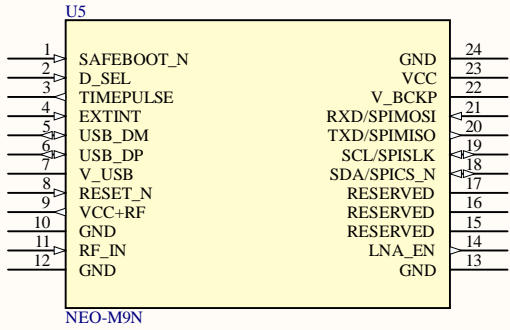 U5
1 SAFEBOOT_N GND 24
2 D_SEL VCC 23
3 TIMEPULSE V_BCKP 22
4 EXTINT RXD/SPIMOSI 21
5 USB_DM TXD/SPIMISO 20
6 USB_DP SCL/SPISLK 19
7 V_USB SDA/SPICS_N 18
8 RESET_N RESERVED 17
9 VCC+RF RESERVED 16
10 GND RESERVED 15
11 RF_IN LNA_EN 14
12 GND GND 13
NEO-M9N